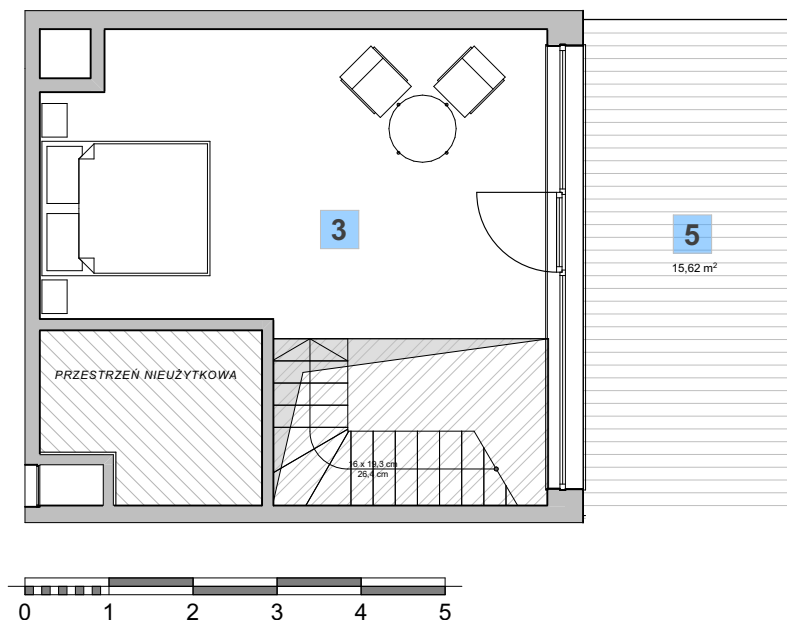 3
5
15,62 m²
PRZESTRZEŃ NIEUŻYTKOWA
16 x 19,3 cm
26,4 cm
0 1 2 3 4 5